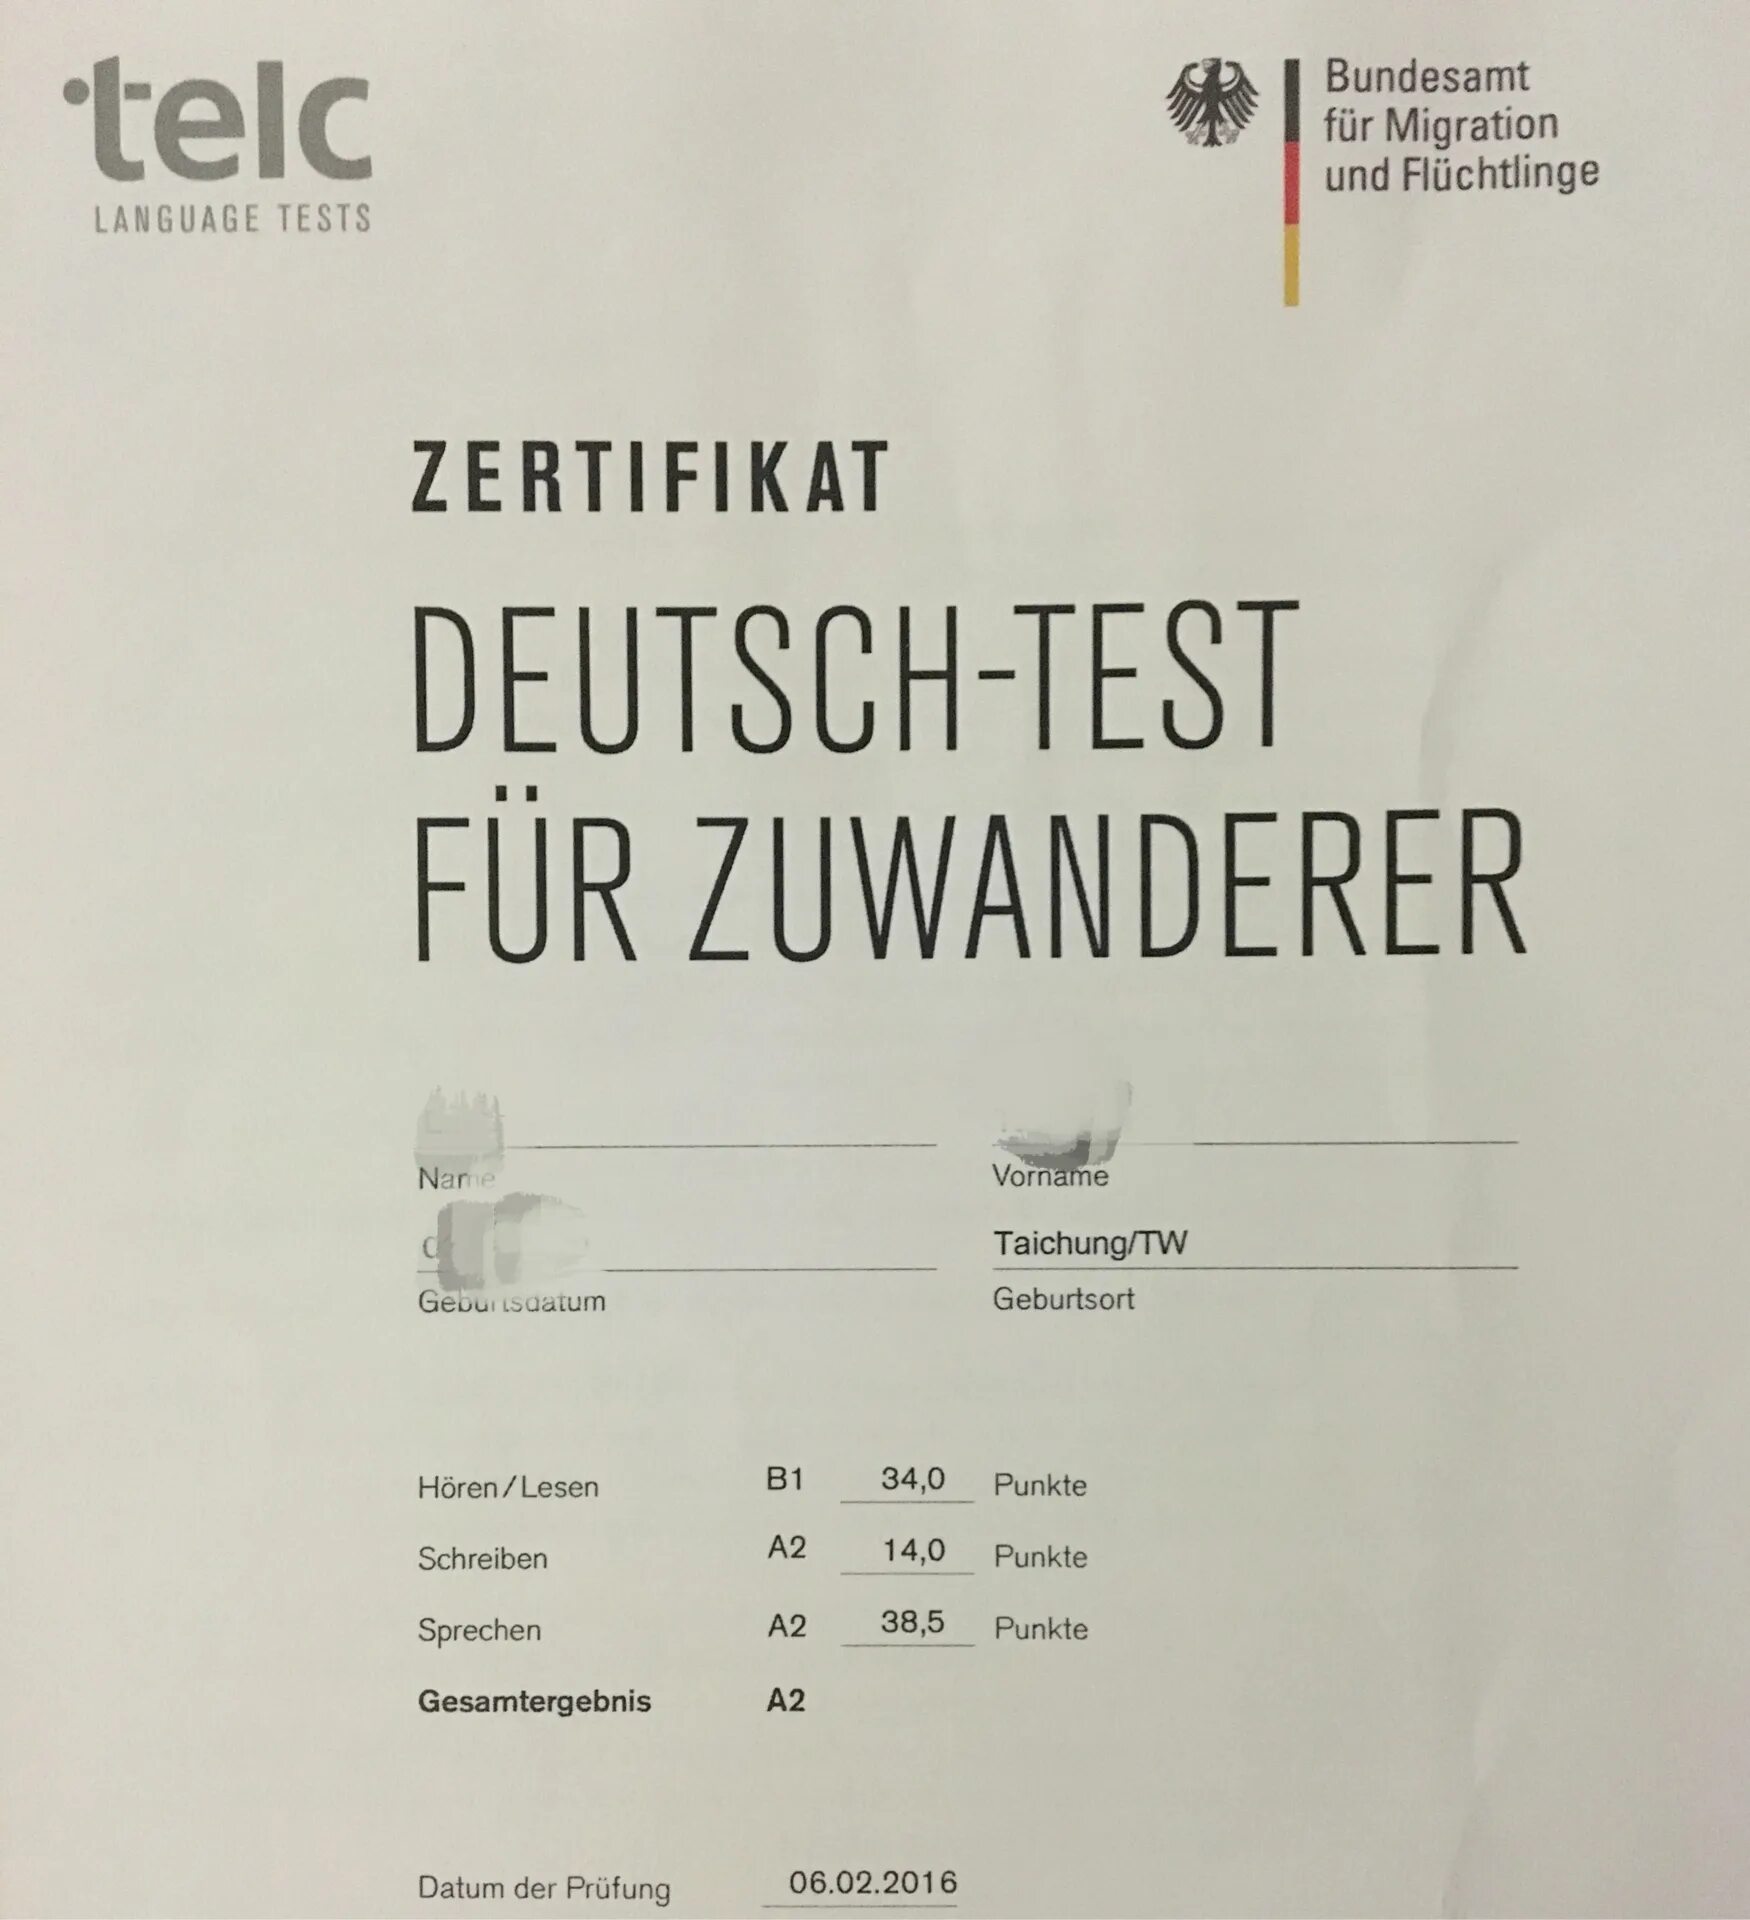 telc
LANGUAGE TESTS
Bundesamt
für Migration
und Flüchtlinge
ZERTIFIKAT
DEUTSCH-TEST
FÜR ZUWANDERER
Name
Vorname
Taichung/TW
Geburtsdatum
Geburtsort
Hören/Lesen B1 34,0 Punkte
Schreiben A2 14,0 Punkte
Sprechen A2 38,5 Punkte
Gesamtergebnis A2
Datum der Prüfung 06.02.2016